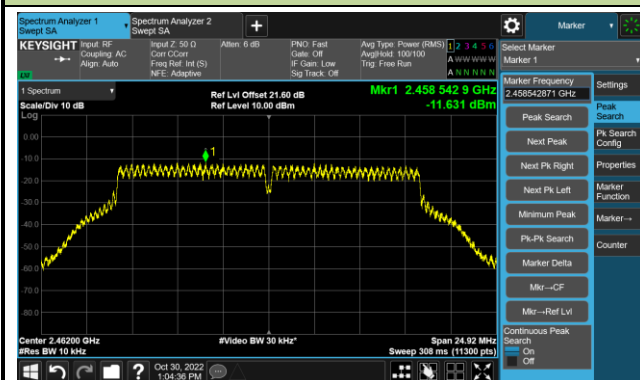 Spectrum Analyzer 1
Swept SA
Spectrum Analyzer 2
Swept SA
+
Marker
KEYSIGHT
Input: RF
Coupling: AC
Align: Auto
Input Z: 50 Ω
Corr CCorr
Freq Ref: Int (S)
NFE: Adaptive
Atten: 6 dB
PNO: Fast
Gate: Off
IF Gain: Low
Sig Track: Off
Avg Type: Power (RMS)
Avg|Hold: 100/100
Trig: Free Run
1 2 3 4 5 6
A W W W W W
A N N N N N
Select Marker
Marker 1
1 Spectrum
Scale/Div 10 dB
Log
Ref Lvl Offset 21.60 dB
Ref Level 10.00 dBm
Mkr1 2.458 542 9 GHz
-11.631 dBm
0.00
-10.0
-20.0
-30.0
-40.0
-50.0
-60.0
-70.0
-80.0
1
Center 2.46200 GHz
#Res BW 10 kHz
#Video BW 30 kHz*
Span 24.92 MHz
Sweep 308 ms (11300 pts)
Marker Frequency
2.458542871 GHz
Peak Search
Next Peak
Next Pk Right
Next Pk Left
Minimum Peak
Pk-Pk Search
Marker Delta
Mkr→CF
Mkr→Ref Lvl
Continuous Peak
Search
On
Off
Settings
Peak
Search
Pk Search
Config
Properties
Marker
Function
Marker→
Counter
?
Oct 30, 2022
1:04:36 PM